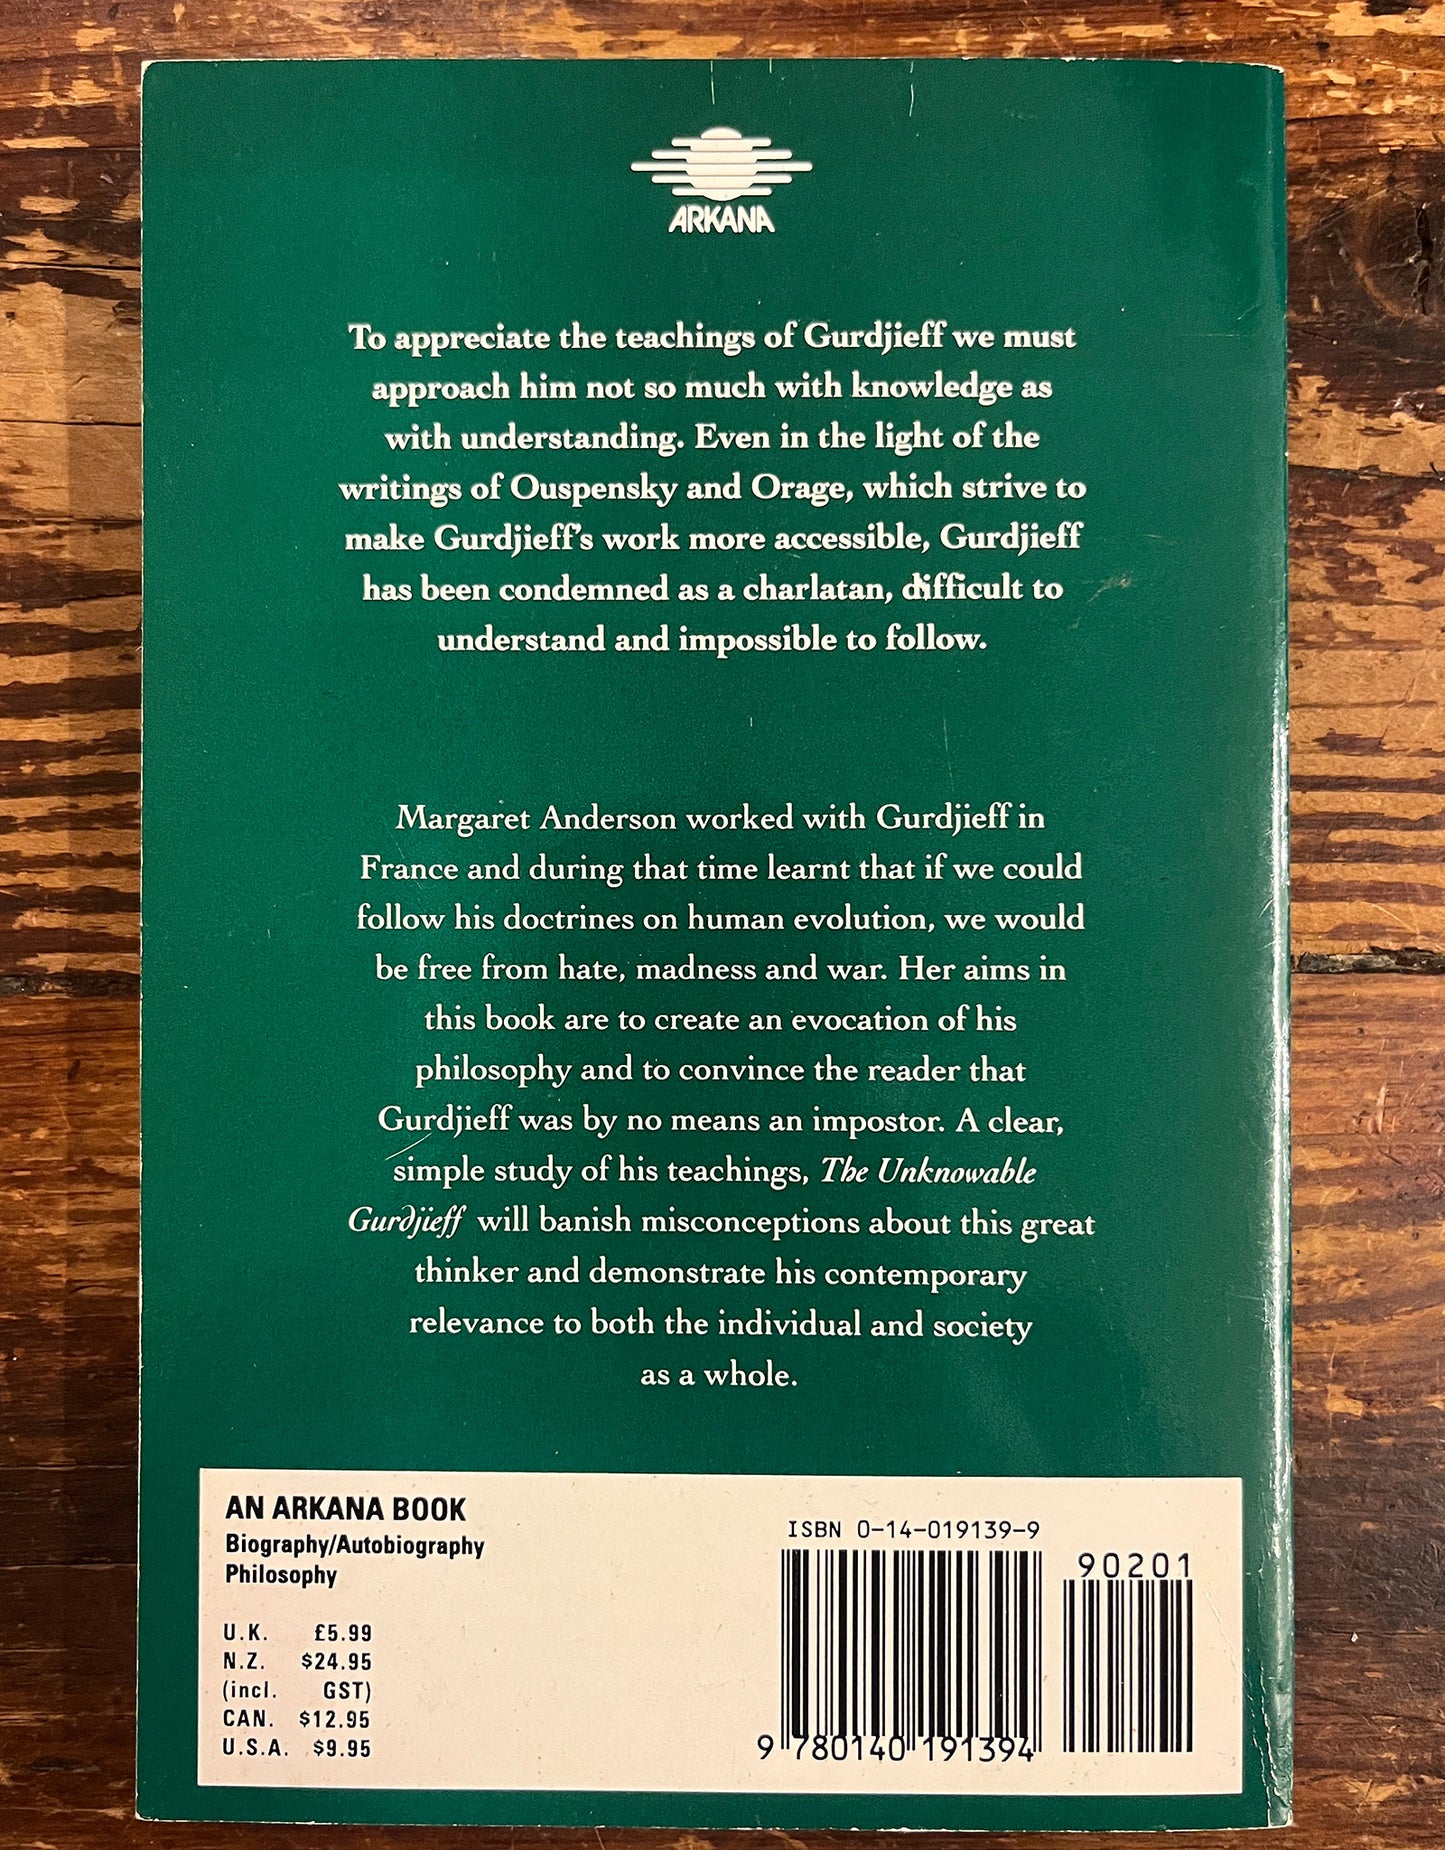 ARKANA
To appreciate the teachings of Gurdjieff we must
approach him not so much with knowledge as
with understanding. Even in the light of the
writings of Ouspensky and Orage, which strive to
make Gurdjieff's work more accessible, Gurdjieff
has been condemned as a charlatan, difficult to
understand and impossible to follow.
Margaret Anderson worked with Gurdjieff in
France and during that time learnt that if we could
follow his doctrines on human evolution, we would
be free from hate, madness and war. Her aims in
this book are to create an evocation of his
philosophy and to convince the reader that
Gurdjieff was by no means an impostor. A clear,
simple study of his teachings, The Unknowable
Gurdjieff will banish misconceptions about this great
thinker and demonstrate his contemporary
relevance to both the individual and society
as a whole.
AN ARKANA BOOK
Biography/Autobiography
Philosophy
U.K. £5.99
N.Z. $24.95
(incl. GST)
CAN. $12.95
U.S.A. $9.95
ISBN 0-14-019139-9
90201
9 780140 191394